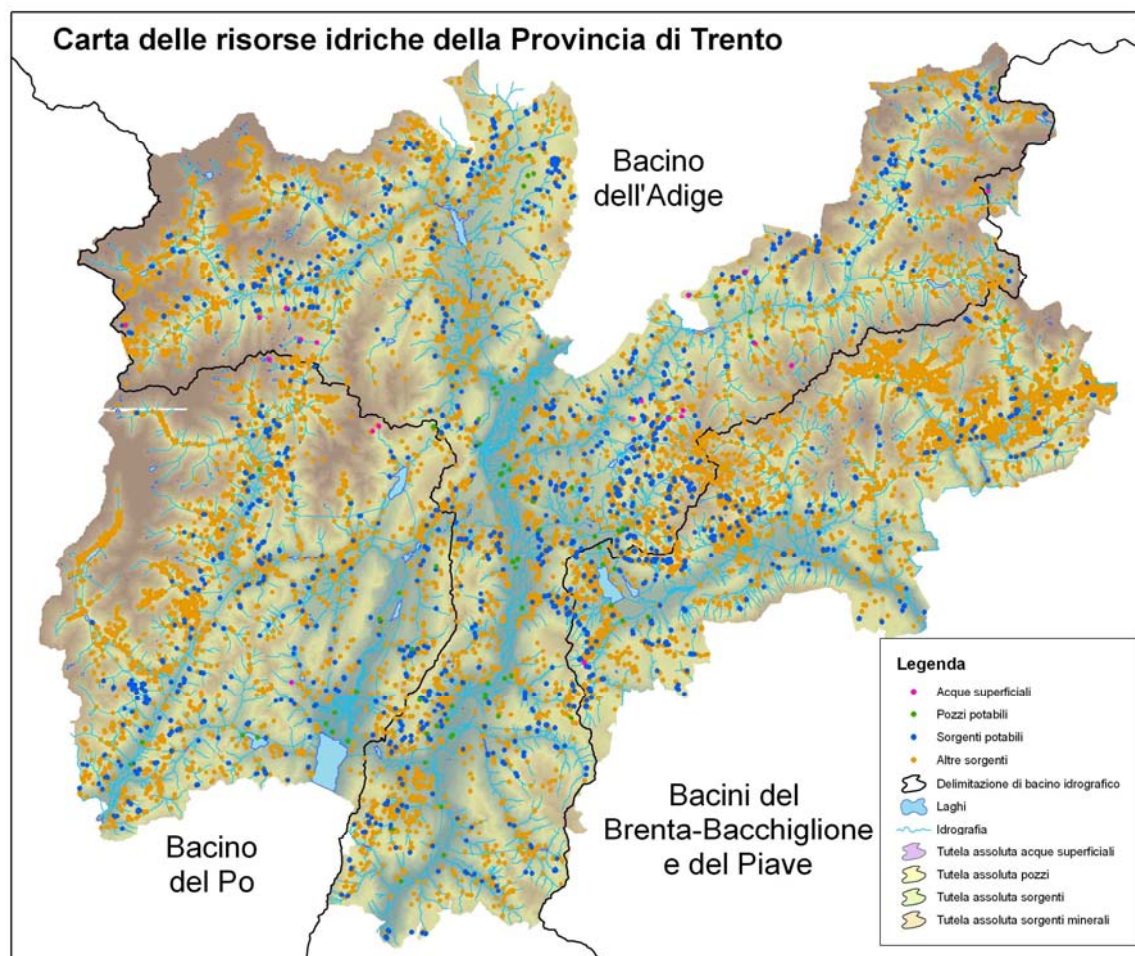 Carta delle risorse idriche della Provincia di Trento
Bacino
dell'Adige
Bacino
del Po
Bacini del
Brenta-Bacchiglione
e del Piave
Legenda
Acque superficiali
Pozzi potabili
Sorgenti potabili
Altre sorgenti
Delimitazione di bacino idrografico
Laghi
Idrografia
Tutela assoluta acque superficiali
Tutela assoluta pozzi
Tutela assoluta sorgenti
Tutela assoluta sorgenti minerali